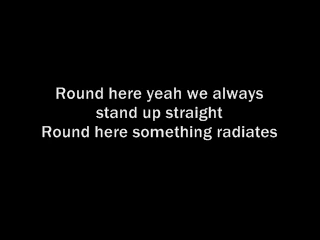 Round here yeah we always
stand up straight
Round here something radiates